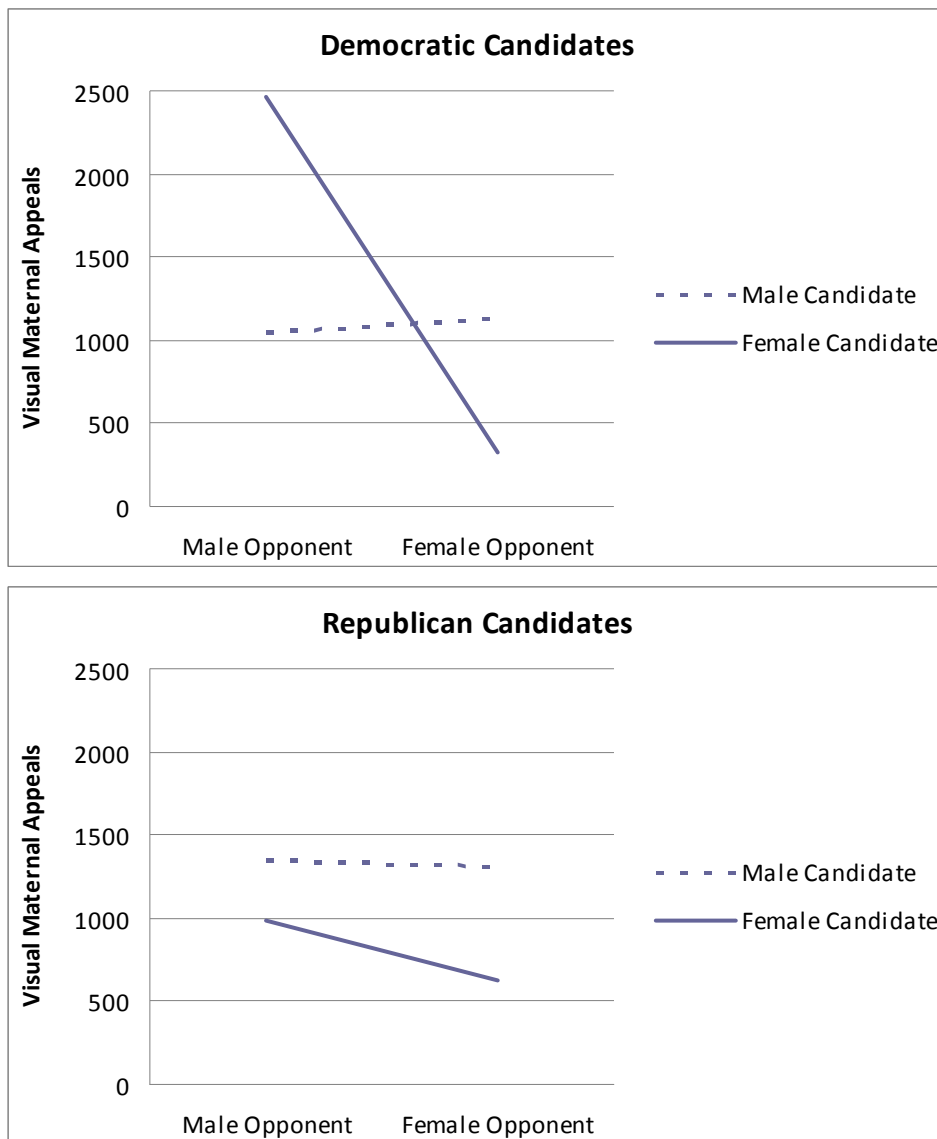 Democratic Candidates
Visual Maternal Appeals
2500
2000
1500
1000
500
0
Male Opponent Female Opponent
Male Candidate
Female Candidate
Republican Candidates
Visual Maternal Appeals
2500
2000
1500
1000
500
0
Male Opponent Female Opponent
Male Candidate
Female Candidate